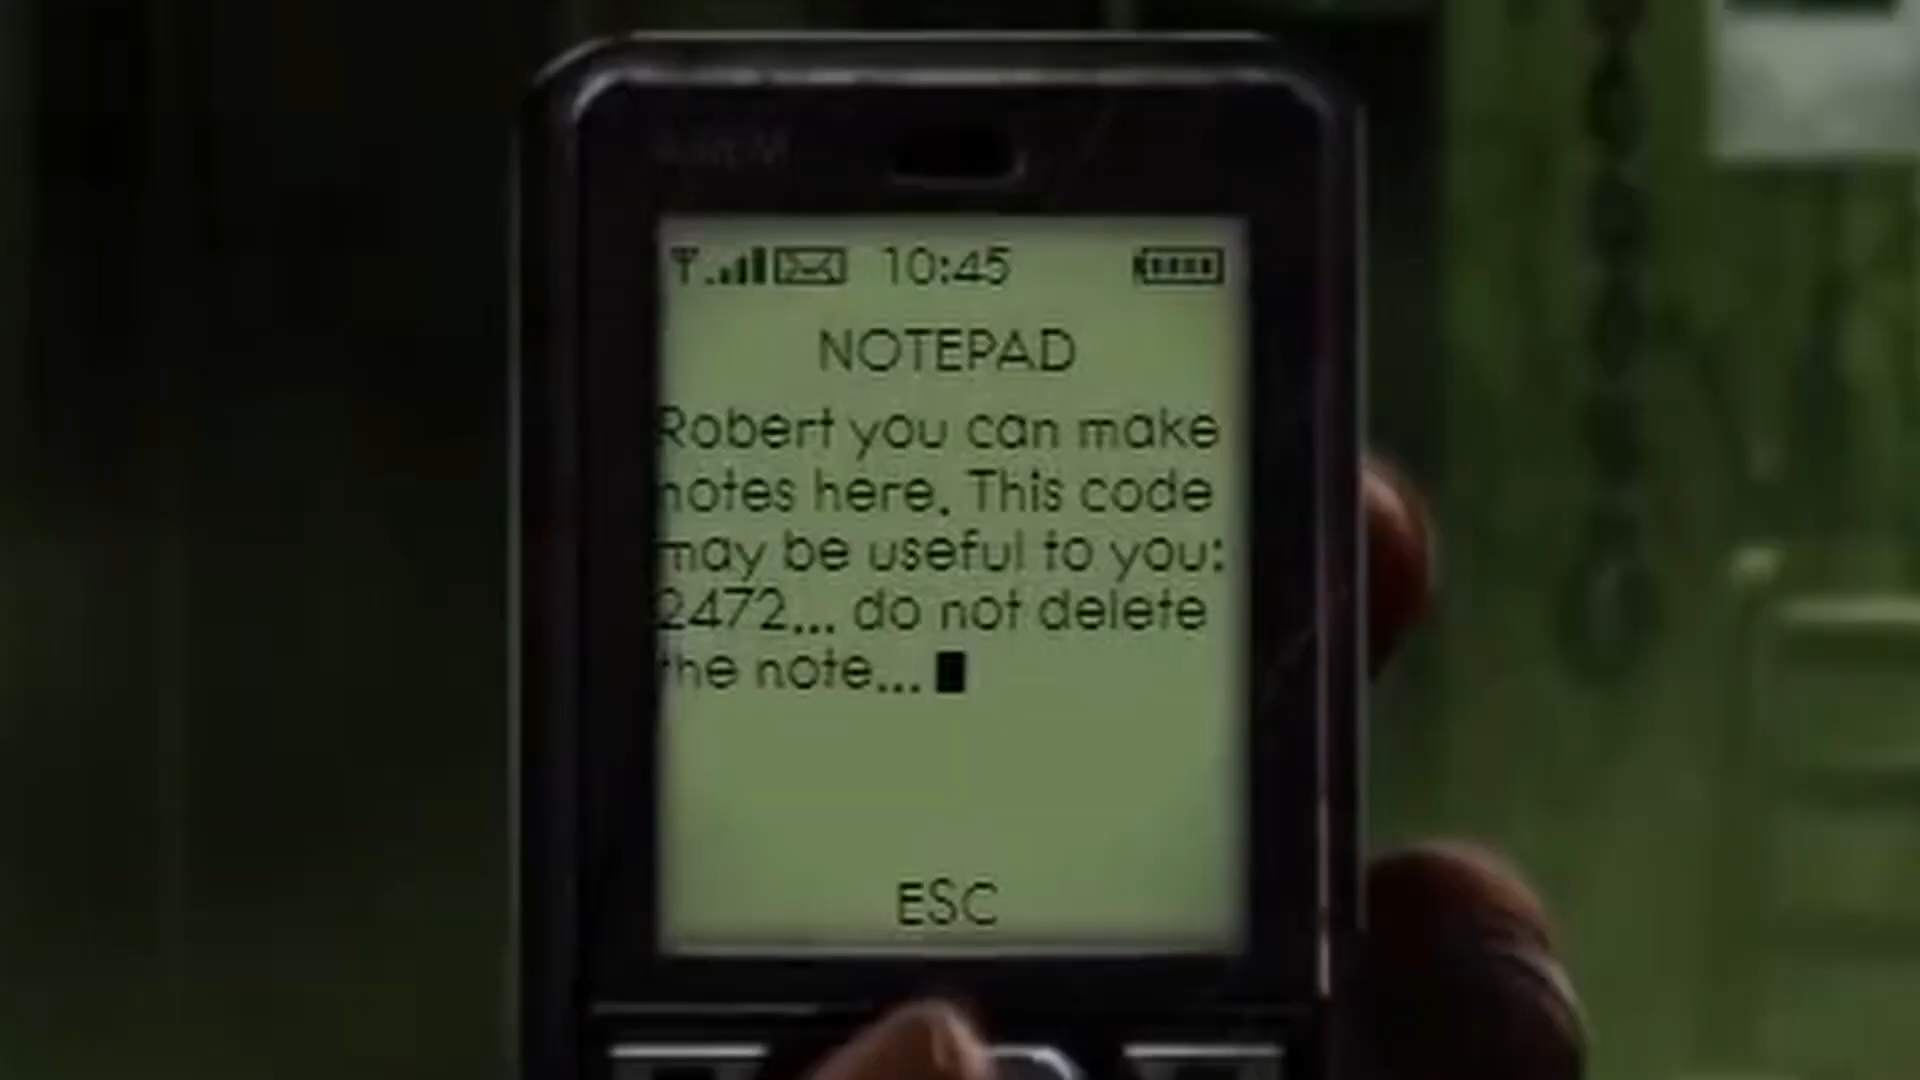 10:45
NOTEPAD
Robert you can make
notes here. This code
may be useful to you:
2472... do not delete
the note...
ESC